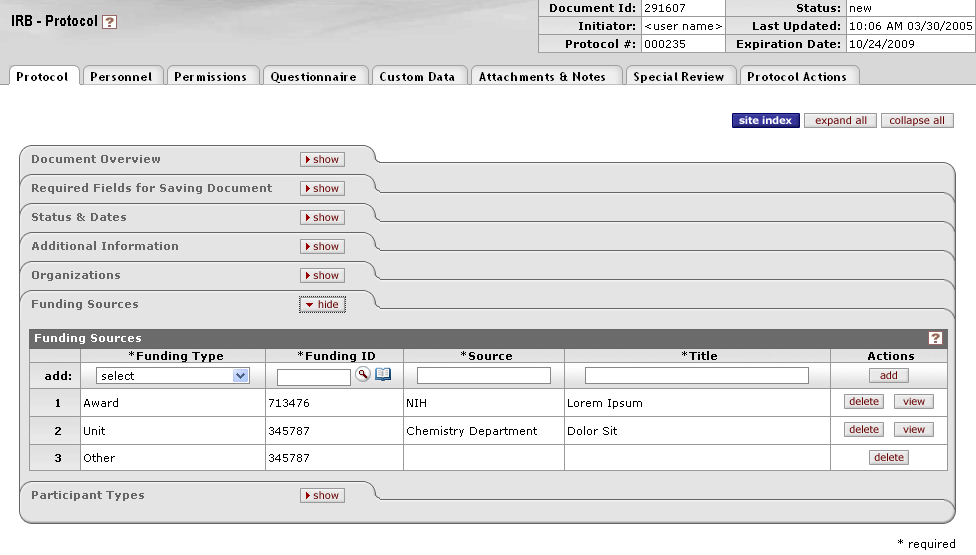 IRB - Protocol ?
Document Id: 291607 Status: new
Initiator: <user name> Last Updated: 10:06 AM 03/30/2005
Protocol #: 000235 Expiration Date: 10/24/2009
Protocol Personnel Permissions Questionnaire Custom Data Attachments & Notes Special Review Protocol Actions
site index expand all collapse all
Document Overview show
Required Fields for Saving Document show
Status & Dates show
Additional Information show
Organizations show
Funding Sources hide
Funding Sources ?
*Funding Type *Funding ID *Source *Title Actions
add: select add
1 Award 713476 NIH Lorem Ipsum delete view
2 Unit 345787 Chemistry Department Dolor Sit delete view
3 Other 345787 delete
Participant Types show
* required